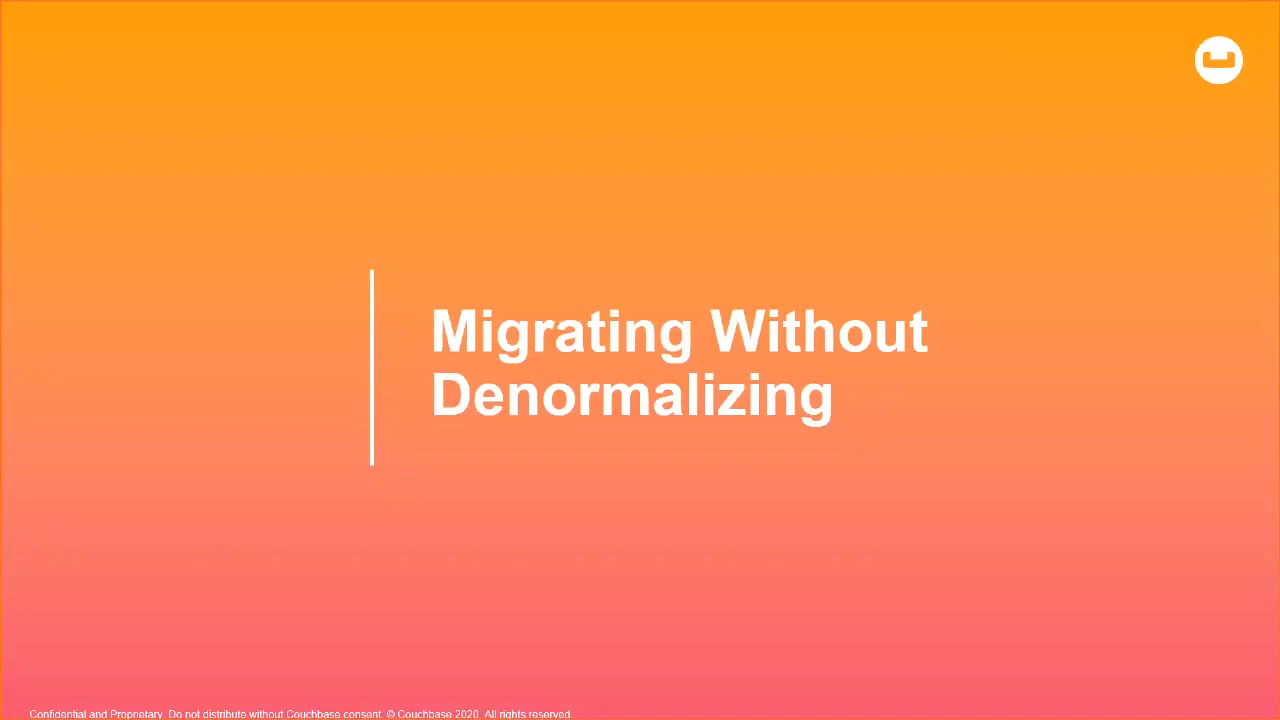 Migrating Without
Denormalizing
Confidential and Proprietary. Do not distribute without Couchbase consent. © Couchbase 2020. All rights reserved.